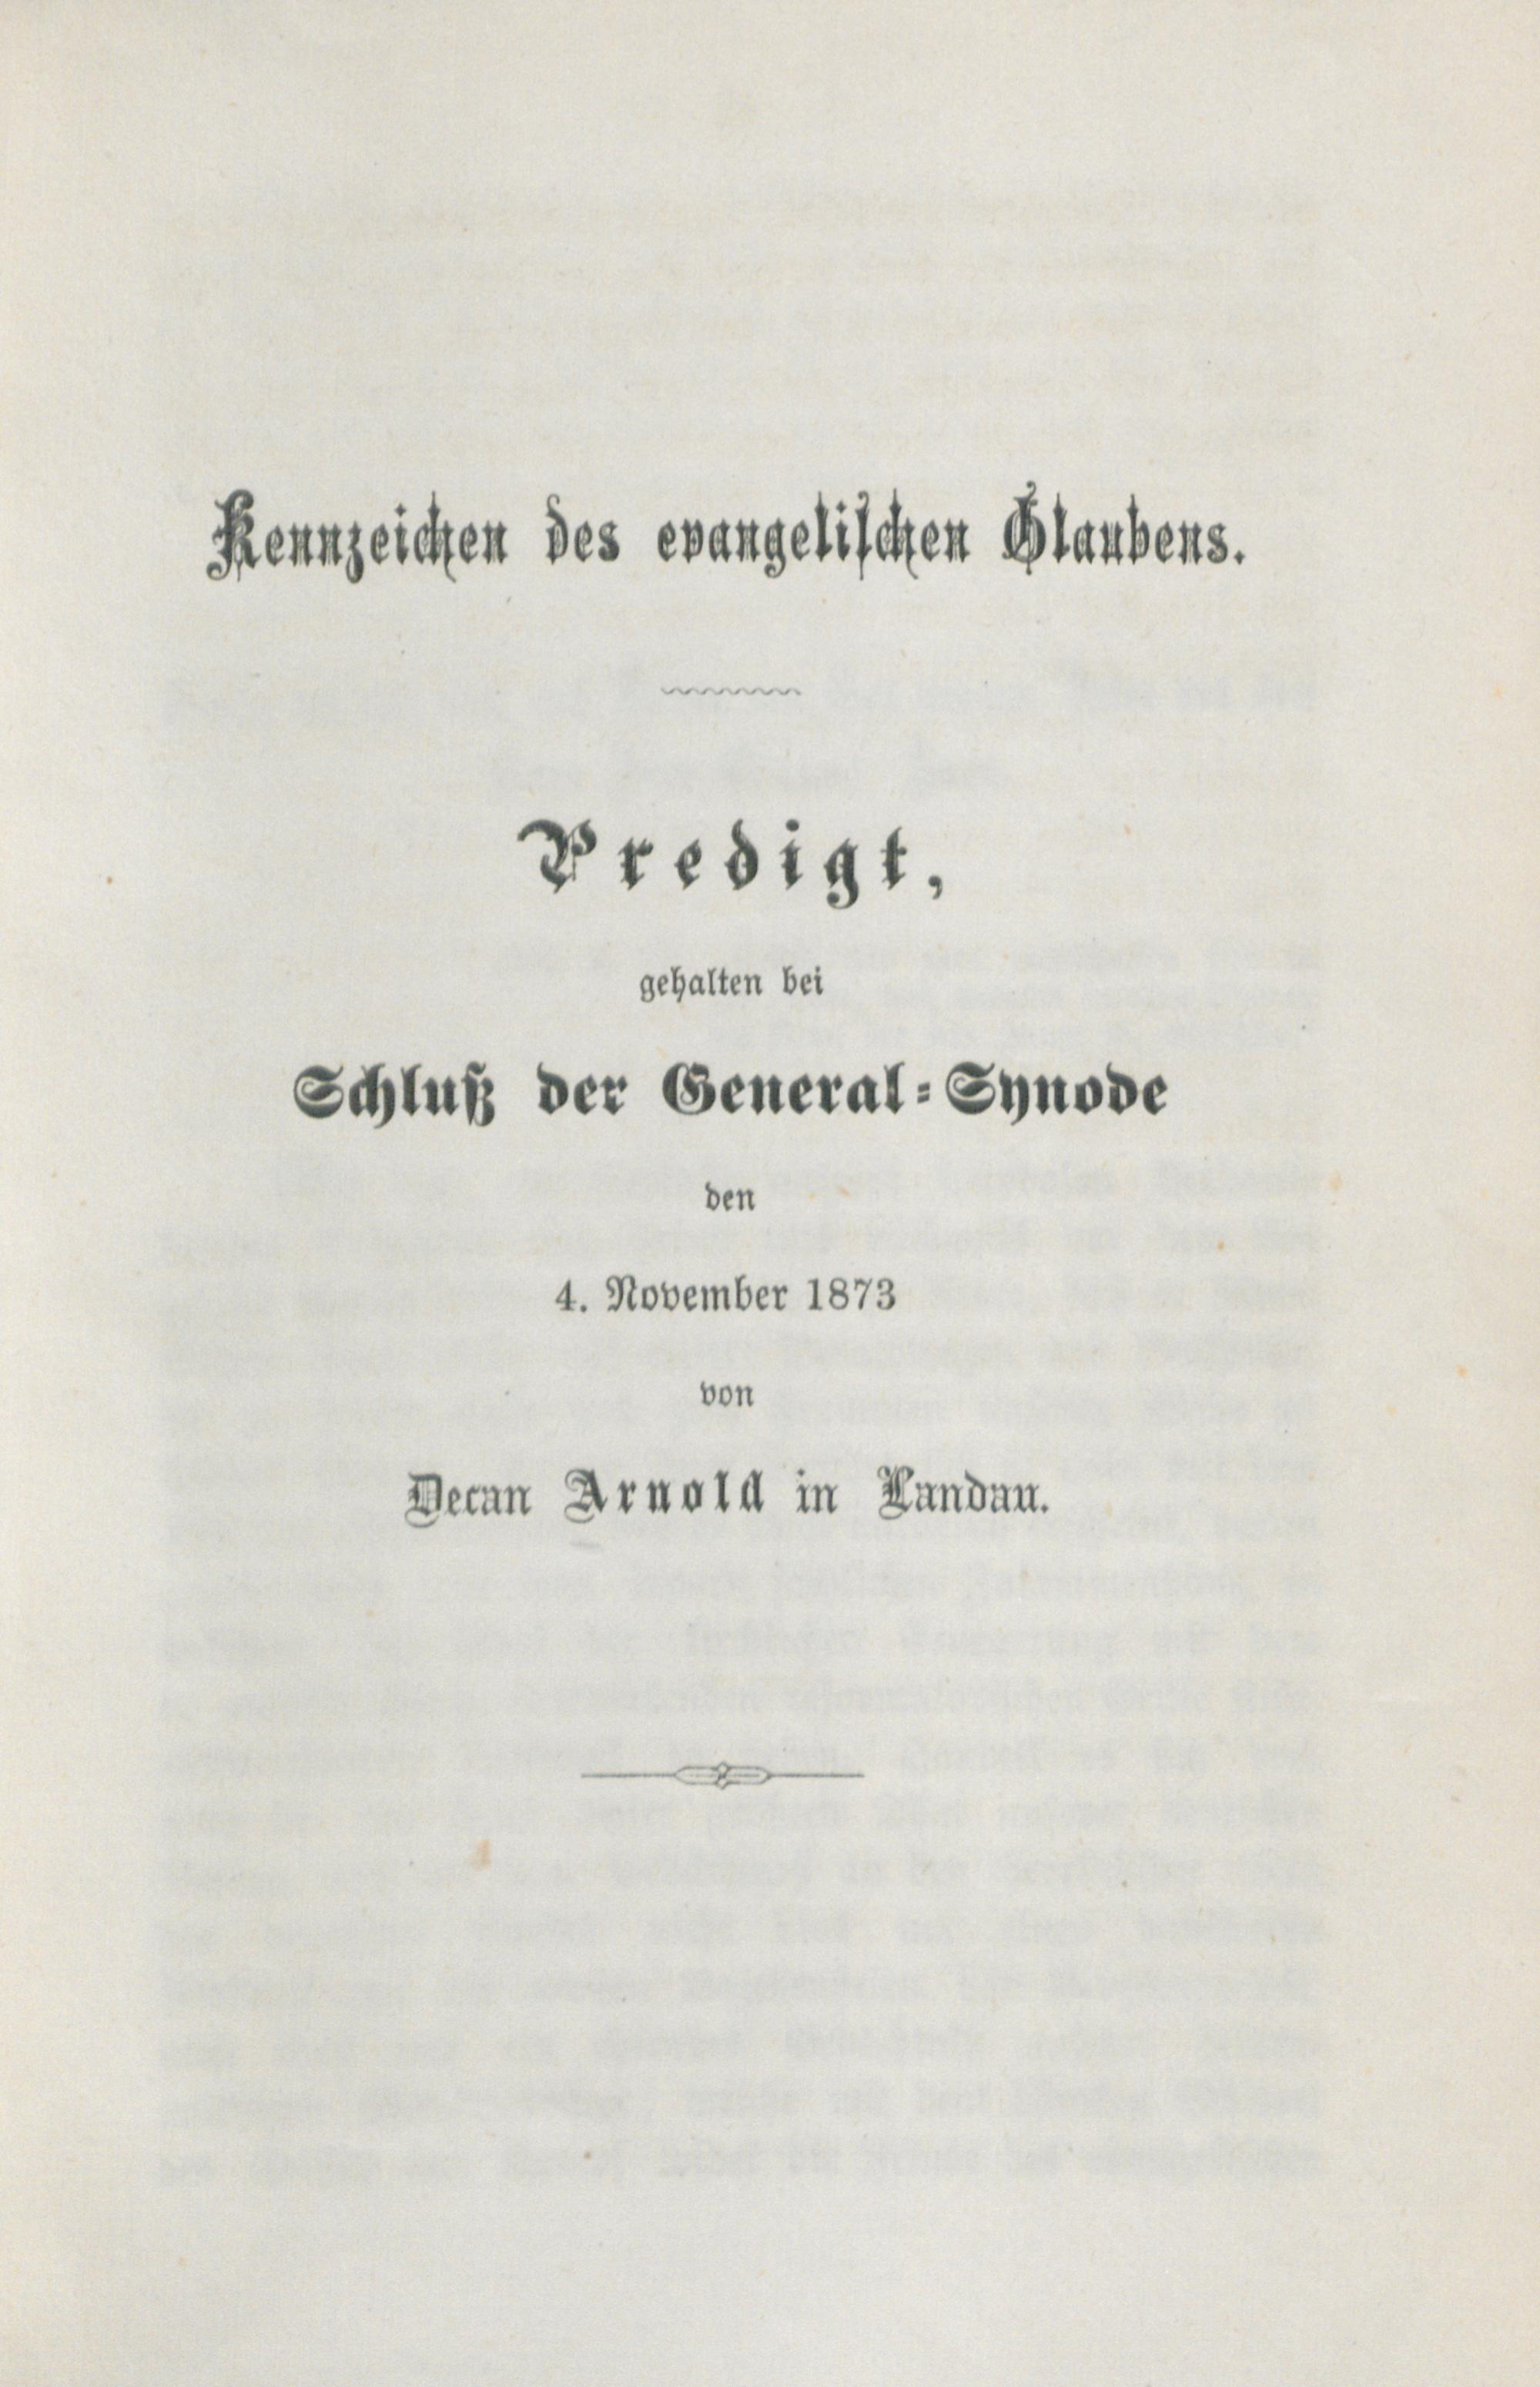 Kennzeichen des evangelischen Glaubens.
Predigt,
gehalten bei
Schluß der General-Synode
den
4. November 1873
von
Decan Arnold in Landau.